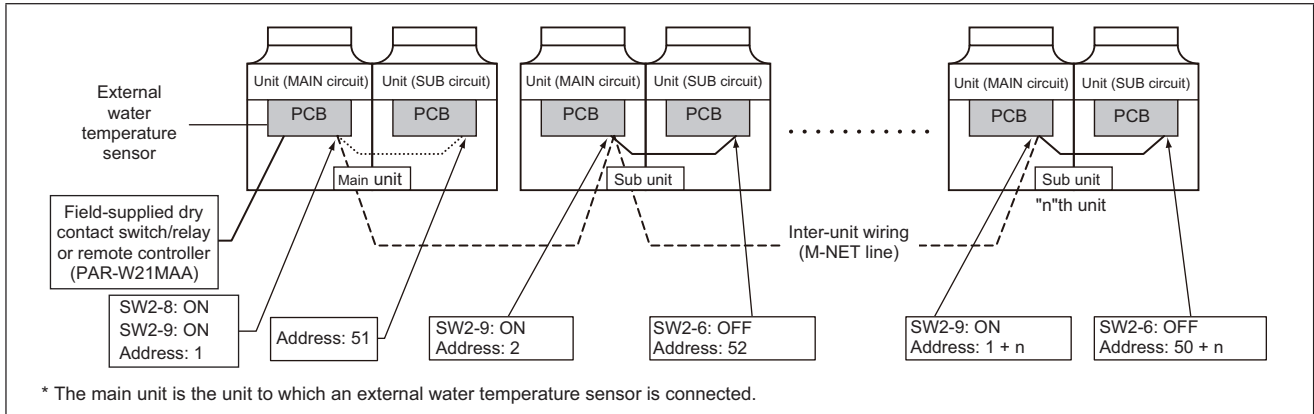 Unit (MAIN circuit)
Unit (SUB circuit)
Unit (MAIN circuit)
Unit (SUB circuit)
Unit (MAIN circuit)
Unit (SUB circuit)
External
water
temperature
sensor
PCB
PCB
PCB
PCB
PCB
PCB
Main unit
Sub unit
Sub unit
"n"th unit
Field-supplied dry
contact switch/relay
or remote controller
(PAR-W21MAA)
Inter-unit wiring
(M-NET line)
SW2-8: ON
SW2-9: ON
Address: 1
Address: 51
SW2-9: ON
Address: 2
SW2-6: OFF
Address: 52
SW2-9: ON
Address: 1 + n
SW2-6: OFF
Address: 50 + n
* The main unit is the unit to which an external water temperature sensor is connected.